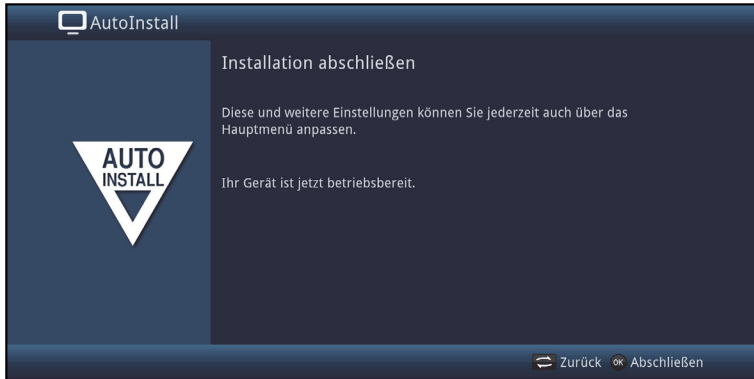 AutoInstall
Installation abschließen
Diese und weitere Einstellungen können Sie jederzeit auch über das
Hauptmenü anpassen.
AUTO
INSTALL
Ihr Gerät ist jetzt betriebsbereit.
Zurück OK Abschließen